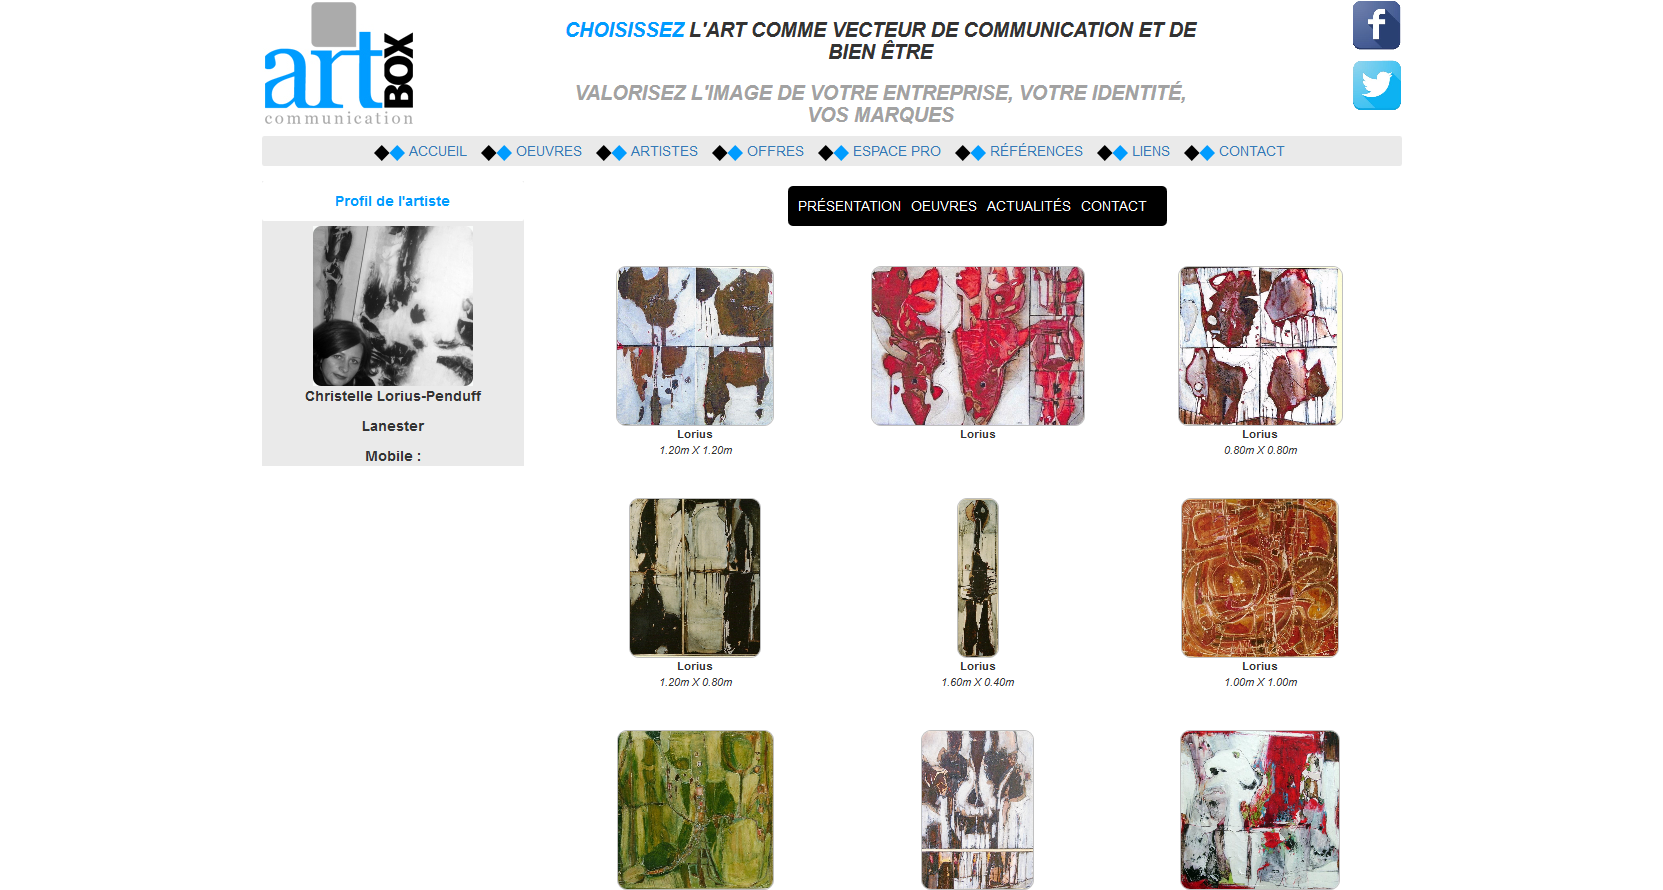 art BOX
communication
CHOISISSEZ L'ART COMME VECTEUR DE COMMUNICATION ET DE
BIEN ÊTRE
VALORISEZ L'IMAGE DE VOTRE ENTREPRISE, VOTRE IDENTITÉ,
VOS MARQUES
ACCUEIL OEUVRES ARTISTES OFFRES ESPACE PRO RÉFÉRENCES LIENS CONTACT
Profil de l'artiste
Christelle Lorius-Penduff
Lanester
Mobile :
PRÉSENTATION OEUVRES ACTUALITÉS CONTACT
Lorius
1.20m X 1.20m
Lorius
Lorius
0.80m X 0.80m
Lorius
1.20m X 0.80m
Lorius
1.60m X 0.40m
Lorius
1.00m X 1.00m